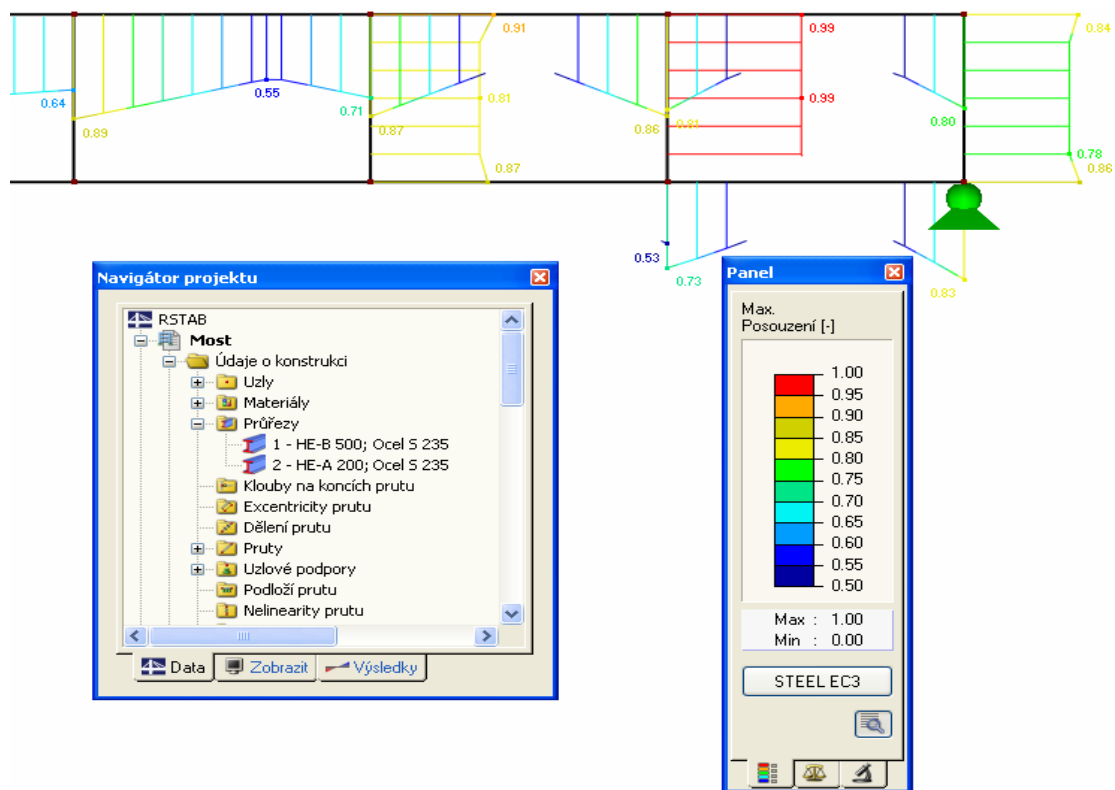 0.91
0.99
0.84
0.64
0.55
0.71
0.81
0.99
0.89
0.87
0.86
0.81
0.80
0.78
0.87
0.86
0.53
0.73
0.83
Navigátor projektu
RSTAB
Most
Údaje o konstrukci
Uzly
Materiály
Průřezy
1 - HE-B 500; Ocel S 235
2 - HE-A 200; Ocel S 235
Klouby na koncích prutu
Excentricity prutu
Dělení prutu
Pruty
Uzlové podpory
Podloží prutu
Nelinearity prutu
Data Zobrazit Výsledky
Panel
Max.
Posouzení [-]
1.00
0.95
0.90
0.85
0.80
0.75
0.70
0.65
0.60
0.55
0.50
Max : 1.00
Min : 0.00
STEEL EC3